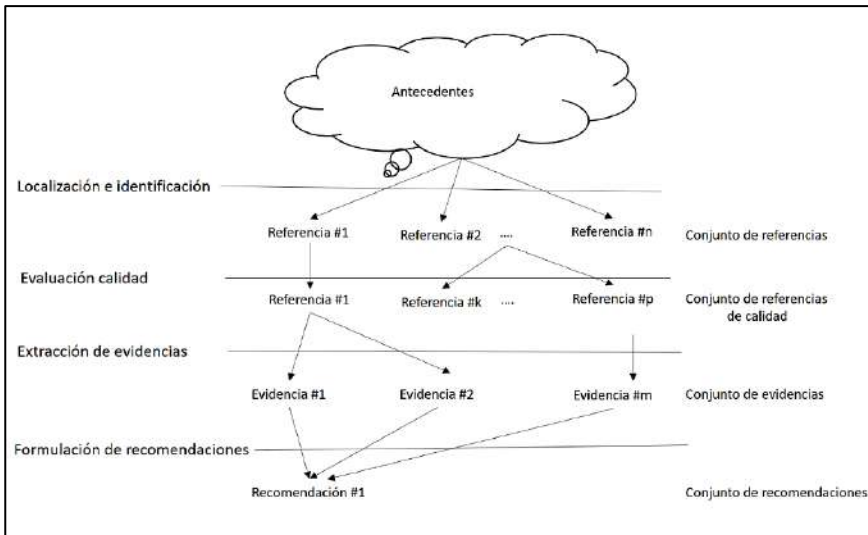 Antecedentes
Localización e identificación
Referencia #1
Referencia #2
....
Referencia #n
Conjunto de referencias
Evaluación calidad
Referencia #1
Referencia #k
....
Referencia #p
Conjunto de referencias
de calidad
Extracción de evidencias
Evidencia #1
Evidencia #2
Evidencia #m
Conjunto de evidencias
Formulación de recomendaciones
Recomendación #1
Conjunto de recomendaciones